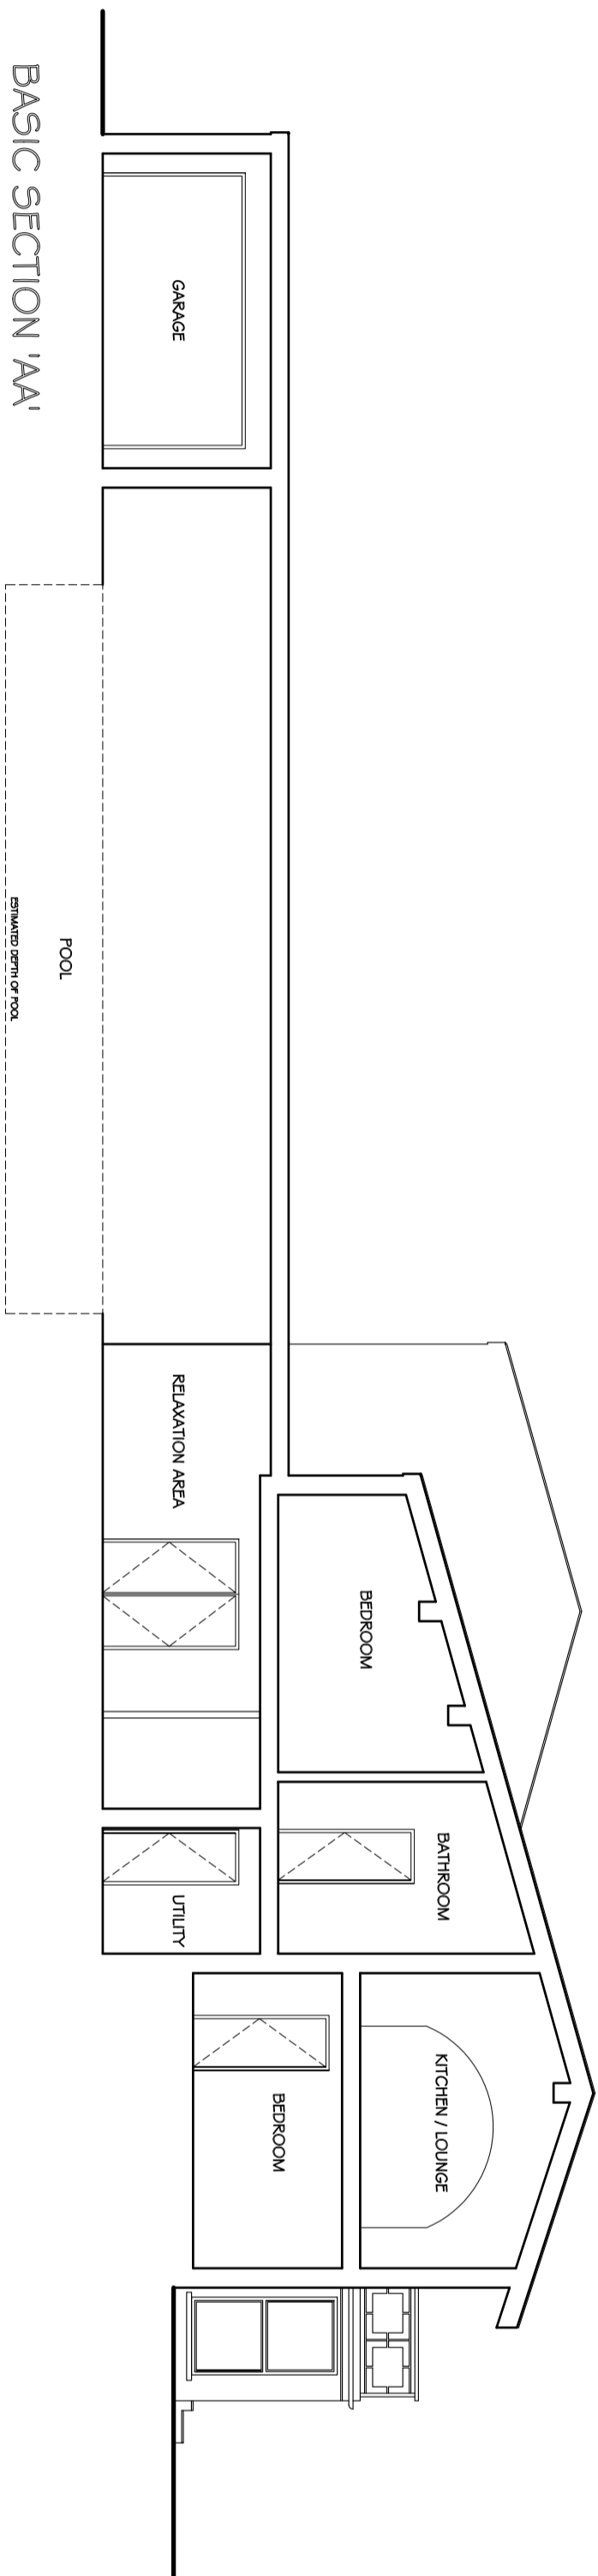 BASIC SECTION 'AA'
GARAGE
POOL
ESTIMATED DEPTH OF POOL
RELAXATION AREA
BEDROOM
BATHROOM
UTILITY
KITCHEN / LOUNGE
BEDROOM